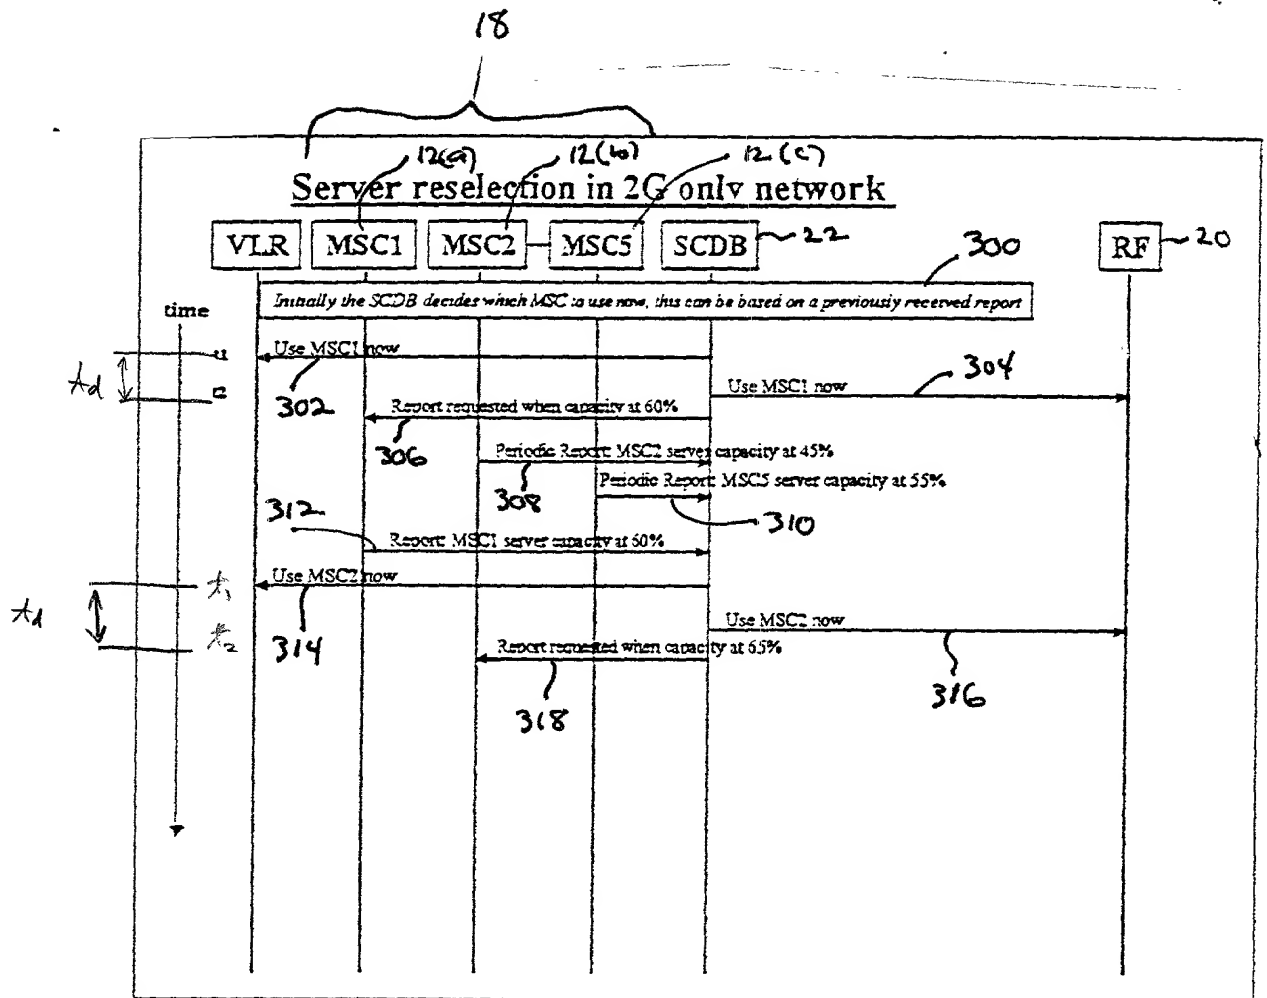 18
12(a) 12(b) 12(c)
Server reselection in 2G only network
VLR MSC1 MSC2 MSC5 SCDB 22 RF 20
300
Initially the SCDB decides which MSC to use now, this can be based on a previously received report
time
t1 Use MSC1 now
td
t2 Use MSC1 now 304
302 Report requested when capacity at 60%
306 Periodic Report: MSC2 server capacity at 45%
308 Periodic Report: MSC5 server capacity at 55%
312 310
Report: MSC1 server capacity at 60%
Use MSC2 now
td t1
t2 Use MSC2 now
314 Report requested when capacity at 65%
318 316